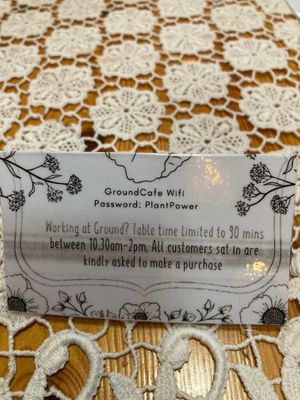 GroundCafe Wifi
Password: PlantPower
Working at Ground? Table time limited to 90 mins
between 10.30am-2pm. All customers sat in are
kindly asked to make a purchase